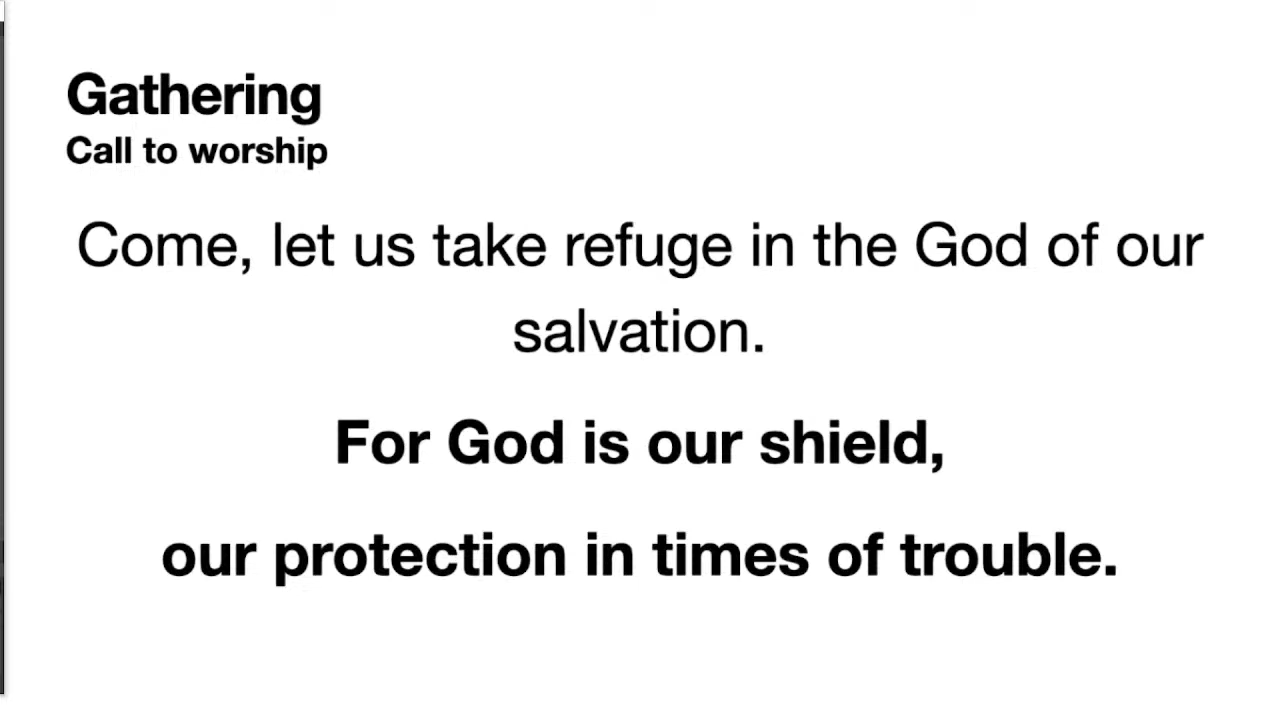 Gathering
Call to worship
Come, let us take refuge in the God of our
salvation.
For God is our shield,
our protection in times of trouble.